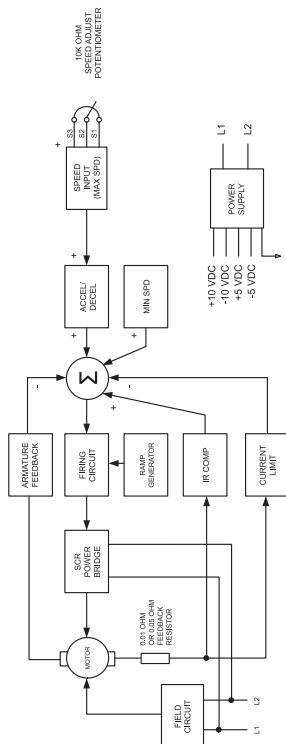 10K OHM
SPEED ADJUST
POTENTIOMETER
+
S3
S2
S1
SPEED
INPUT
(MAX SPD)
+
ACCEL/
DECEL
+
MIN SPD
+
Σ
-
+
-
ARMATURE
FEEDBACK
FIRING
CIRCUIT
RAMP
GENERATOR
IR COMP
CURRENT
LIMIT
SCR
POWER
BRIDGE
MOTOR
0.01 OHM
OR 0.05 OHM
FEEDBACK
RESISTOR
FIELD
CIRCUIT
L2
L1
L1
L2
POWER
SUPPLY
+10 VDC
-10 VDC
+5 VDC
-5 VDC